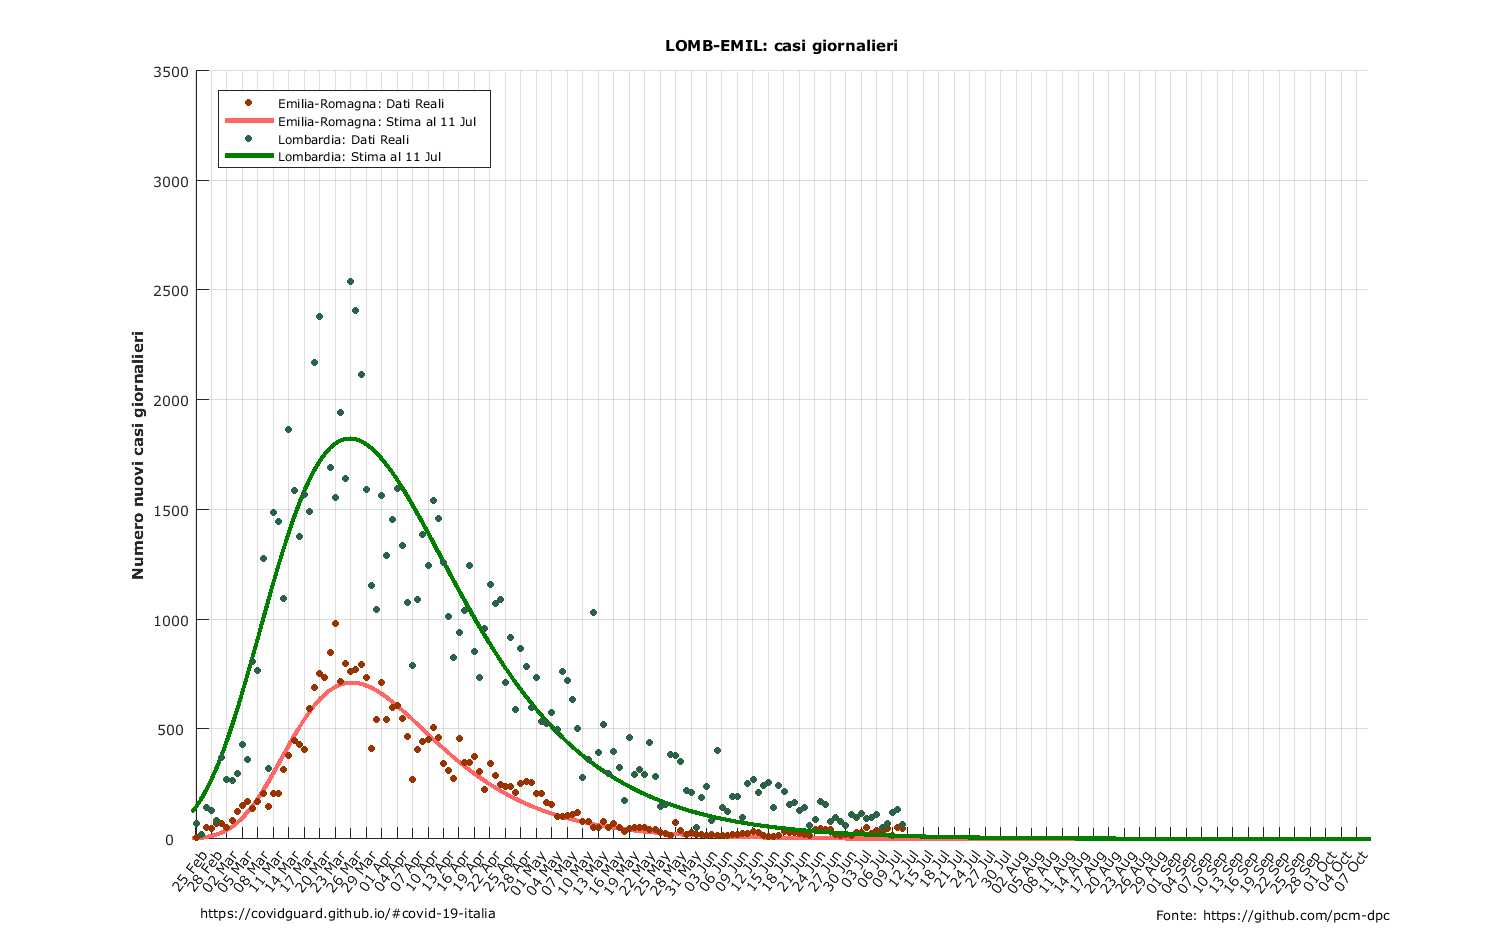 LOMB-EMIL: casi giornalieri
3500
3000
2500
2000
1500
1000
500
0
Numero nuovi casi giornalieri
Emilia-Romagna: Dati Reali
Emilia-Romagna: Stima al 11 Jul
Lombardia: Dati Reali
Lombardia: Stima al 11 Jul
25 Feb
28 Feb
02 Mar
05 Mar
08 Mar
11 Mar
14 Mar
17 Mar
20 Mar
23 Mar
26 Mar
29 Mar
01 Apr
04 Apr
07 Apr
10 Apr
13 Apr
16 Apr
19 Apr
22 Apr
25 Apr
28 Apr
01 May
04 May
07 May
10 May
13 May
16 May
19 May
22 May
25 May
28 May
31 May
03 Jun
06 Jun
09 Jun
12 Jun
15 Jun
18 Jun
21 Jun
24 Jun
27 Jun
30 Jun
03 Jul
06 Jul
09 Jul
12 Jul
15 Jul
18 Jul
21 Jul
24 Jul
27 Jul
30 Jul
02 Aug
05 Aug
08 Aug
11 Aug
14 Aug
17 Aug
20 Aug
23 Aug
26 Aug
29 Aug
01 Sep
04 Sep
07 Sep
10 Sep
13 Sep
16 Sep
19 Sep
22 Sep
25 Sep
28 Sep
01 Oct
04 Oct
07 Oct
https://covidguard.github.io/#covid-19-italia
Fonte: https://github.com/pcm-dpc